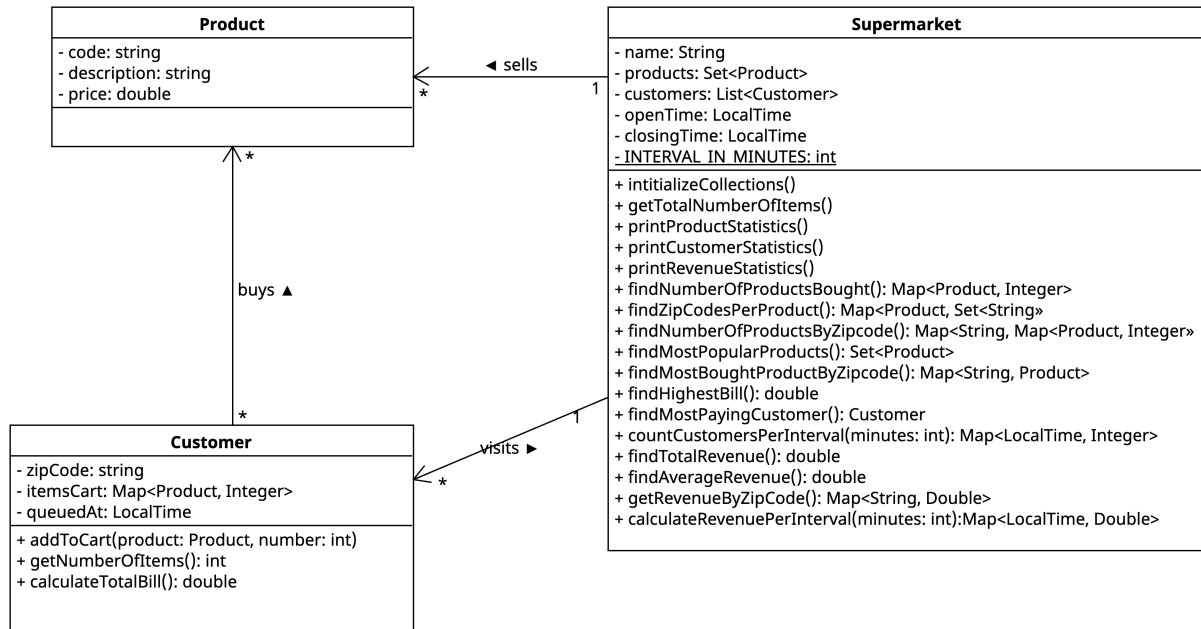 Product
- code: string
- description: string
- price: double
◄ sells
*
1
Supermarket
- name: String
- products: Set<Product>
- customers: List<Customer>
- openTime: LocalTime
- closingTime: LocalTime
- INTERVAL_IN_MINUTES: int
+ intitializeCollections()
+ getTotalNumberOfItems()
+ printProductStatistics()
+ printCustomerStatistics()
+ printRevenueStatistics()
+ findNumberOfProductsBought(): Map<Product, Integer>
+ findZipCodesPerProduct(): Map<Product, Set<String»
+ findNumberOfProductsByZipcode(): Map<String, Map<Product, Integer»
+ findMostPopularProducts(): Set<Product>
+ findMostBoughtProductByZipcode(): Map<String, Product>
+ findHighestBill(): double
+ findMostPayingCustomer(): Customer
+ countCustomersPerInterval(minutes: int): Map<LocalTime, Integer>
+ findTotalRevenue(): double
+ findAverageRevenue(): double
+ getRevenueByZipCode(): Map<String, Double>
+ calculateRevenuePerInterval(minutes: int):Map<LocalTime, Double>
*
buys ▲
*
1
visits ►
*
Customer
- zipCode: string
- itemsCart: Map<Product, Integer>
- queuedAt: LocalTime
+ addToCart(product: Product, number: int)
+ getNumberOfItems(): int
+ calculateTotalBill(): double